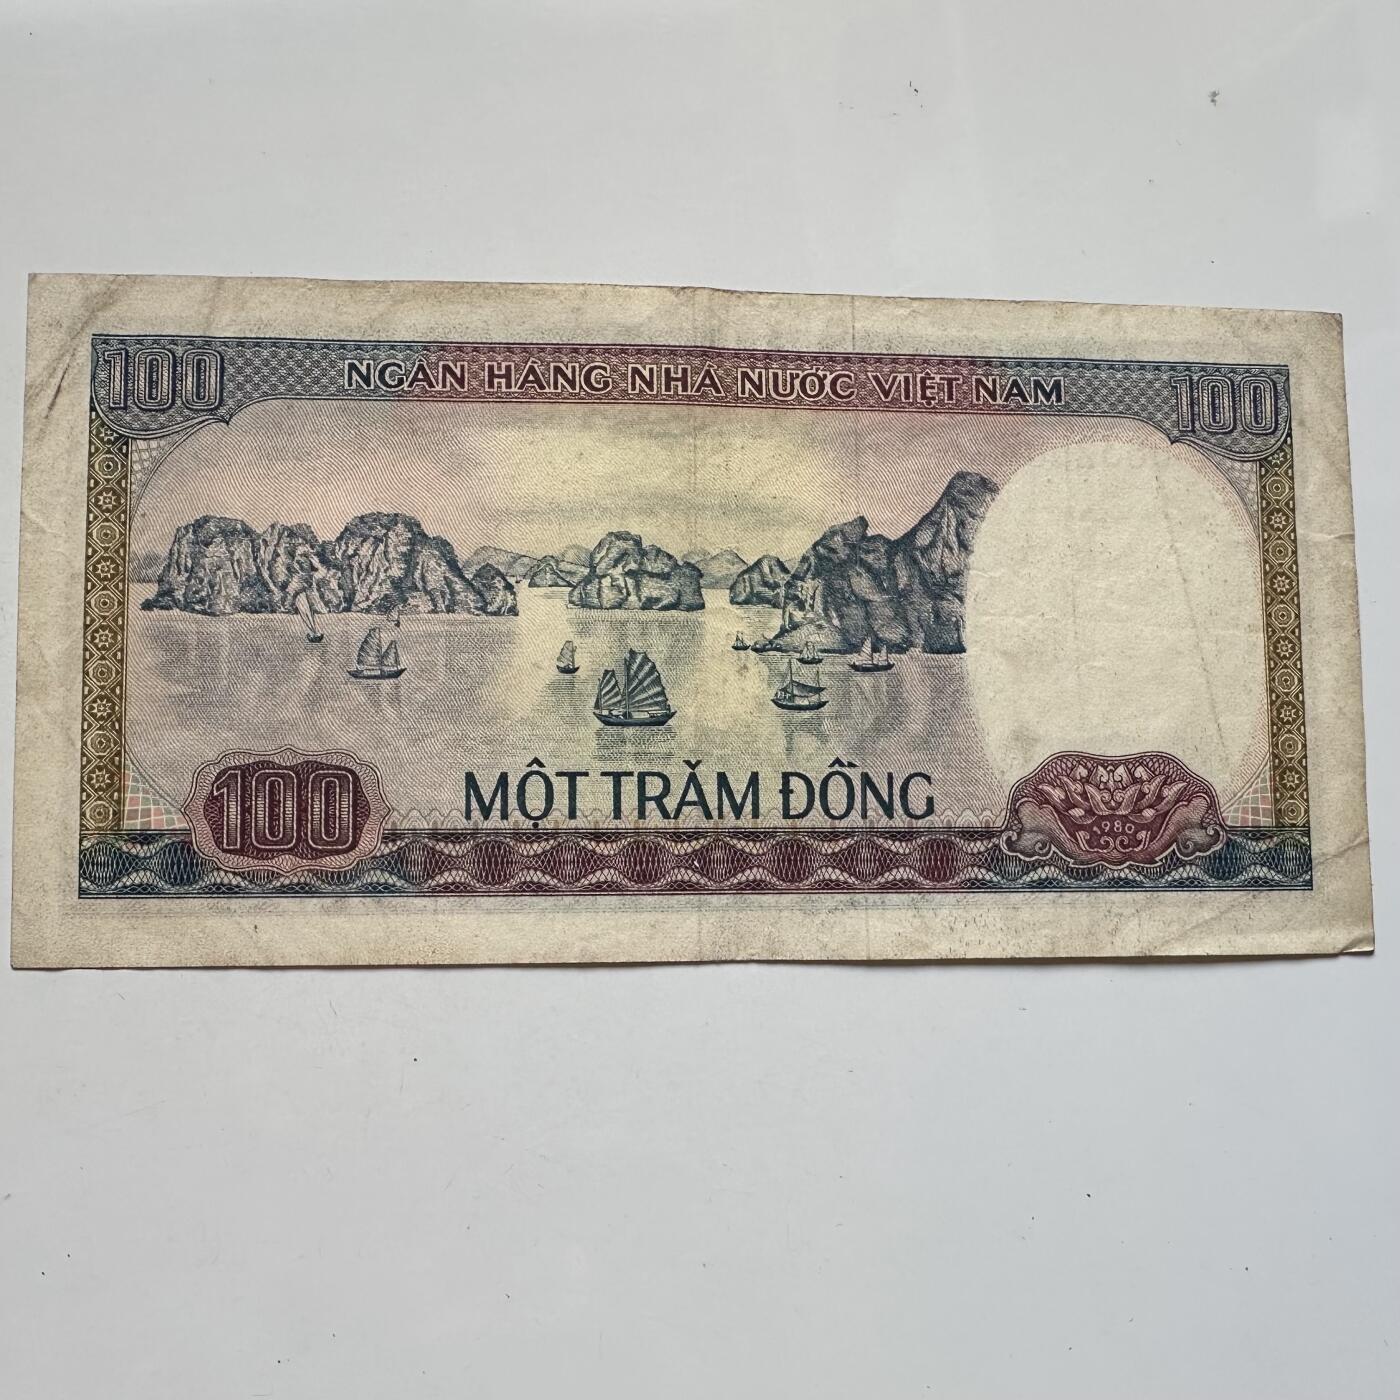 100 NGÂN HÀNG NHÀ NƯỚC VIỆT NAM 100
100 MỘT TRĂM ĐỒNG
1980